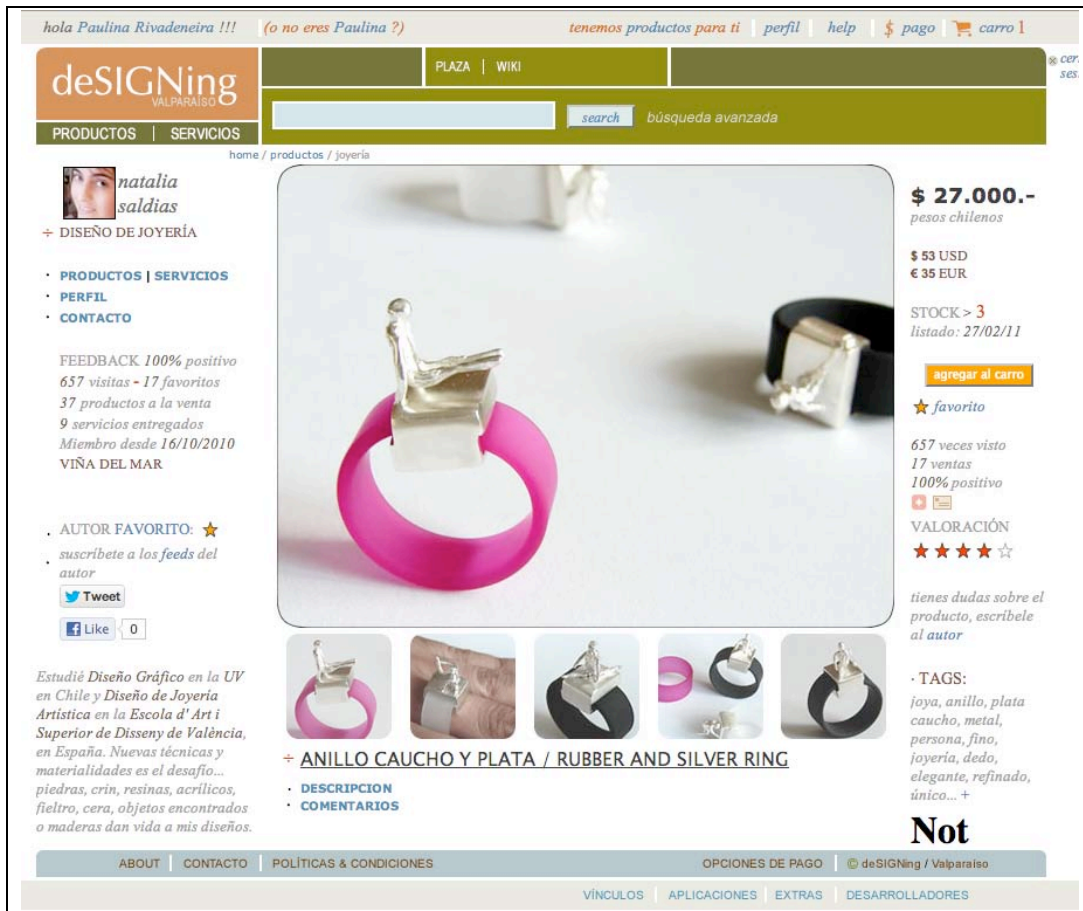 hola Paulina Rivadeneira !!! (o no eres Paulina ?) tenemos productos para ti perfil help $ pago carro 1
deSIGNing
VALPARAÍSO
PRODUCTOS | SERVICIOS
PLAZA | WIKI
search búsqueda avanzada
home / productos / joyería
natalia
saldias
÷ DISEÑO DE JOYERÍA
· PRODUCTOS | SERVICIOS
· PERFIL
· CONTACTO
FEEDBACK 100% positivo
657 visitas - 17 favoritos
37 productos a la venta
9 servicios entregados
Miembro desde 16/10/2010
VIÑA DEL MAR
. AUTOR FAVORITO:
. suscríbete a los feeds del
autor
Tweet
Like 0
Estudié Diseño Gráfico en la UV
en Chile y Diseño de Joyería
Artística en la Escola d' Art i
Superior de Disseny de València,
en España. Nuevas técnicas y
materialidades es el desafío...
piedras, crin, resinas, acrílicos,
fieltro, cera, objetos encontrados
o maderas dan vida a mis diseños.
÷ ANILLO CAUCHO Y PLATA / RUBBER AND SILVER RING
· DESCRIPCION
· COMENTARIOS
$ 27.000.-
pesos chilenos
$ 53 USD
€ 35 EUR
STOCK > 3
listado: 27/02/11
agregar al carro
favorito
657 veces visto
17 ventas
100% positivo
VALORACIÓN
tienes dudas sobre el
producto, escríbele
al autor
· TAGS:
joya, anillo, plata
caucho, metal,
persona, fino,
joyería, dedo,
elegante, refinado,
único... +
Not
ABOUT | CONTACTO | POLÍTICAS & CONDICIONES OPCIONES DE PAGO | © deSIGNing / Valparaíso
VÍNCULOS | APLICACIONES | EXTRAS | DESARROLLADORES